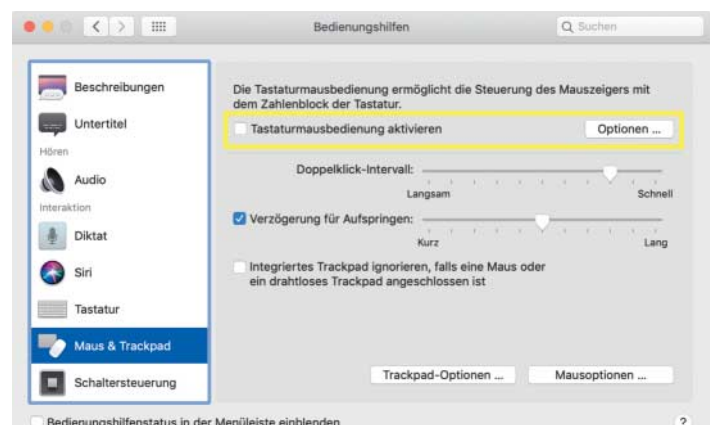 Bedienungshilfen
Suchen
Beschreibungen
Untertitel
Hören
Audio
Interaktion
Diktat
Siri
Tastatur
Maus & Trackpad
Schaltersteuerung
Die Tastaturmausbedienung ermöglicht die Steuerung des Mauszeigers mit
dem Zahlenblock der Tastatur.
Tastaturmausbedienung aktivieren
Optionen ...
Doppelklick-Intervall:
Langsam
Schnell
Verzögerung für Aufspringen:
Kurz
Lang
Integriertes Trackpad ignorieren, falls eine Maus oder
ein drahtloses Trackpad angeschlossen ist
Trackpad-Optionen ...
Mausoptionen ...
Bedienungshilfenstatus in der Menüleiste einblenden
?